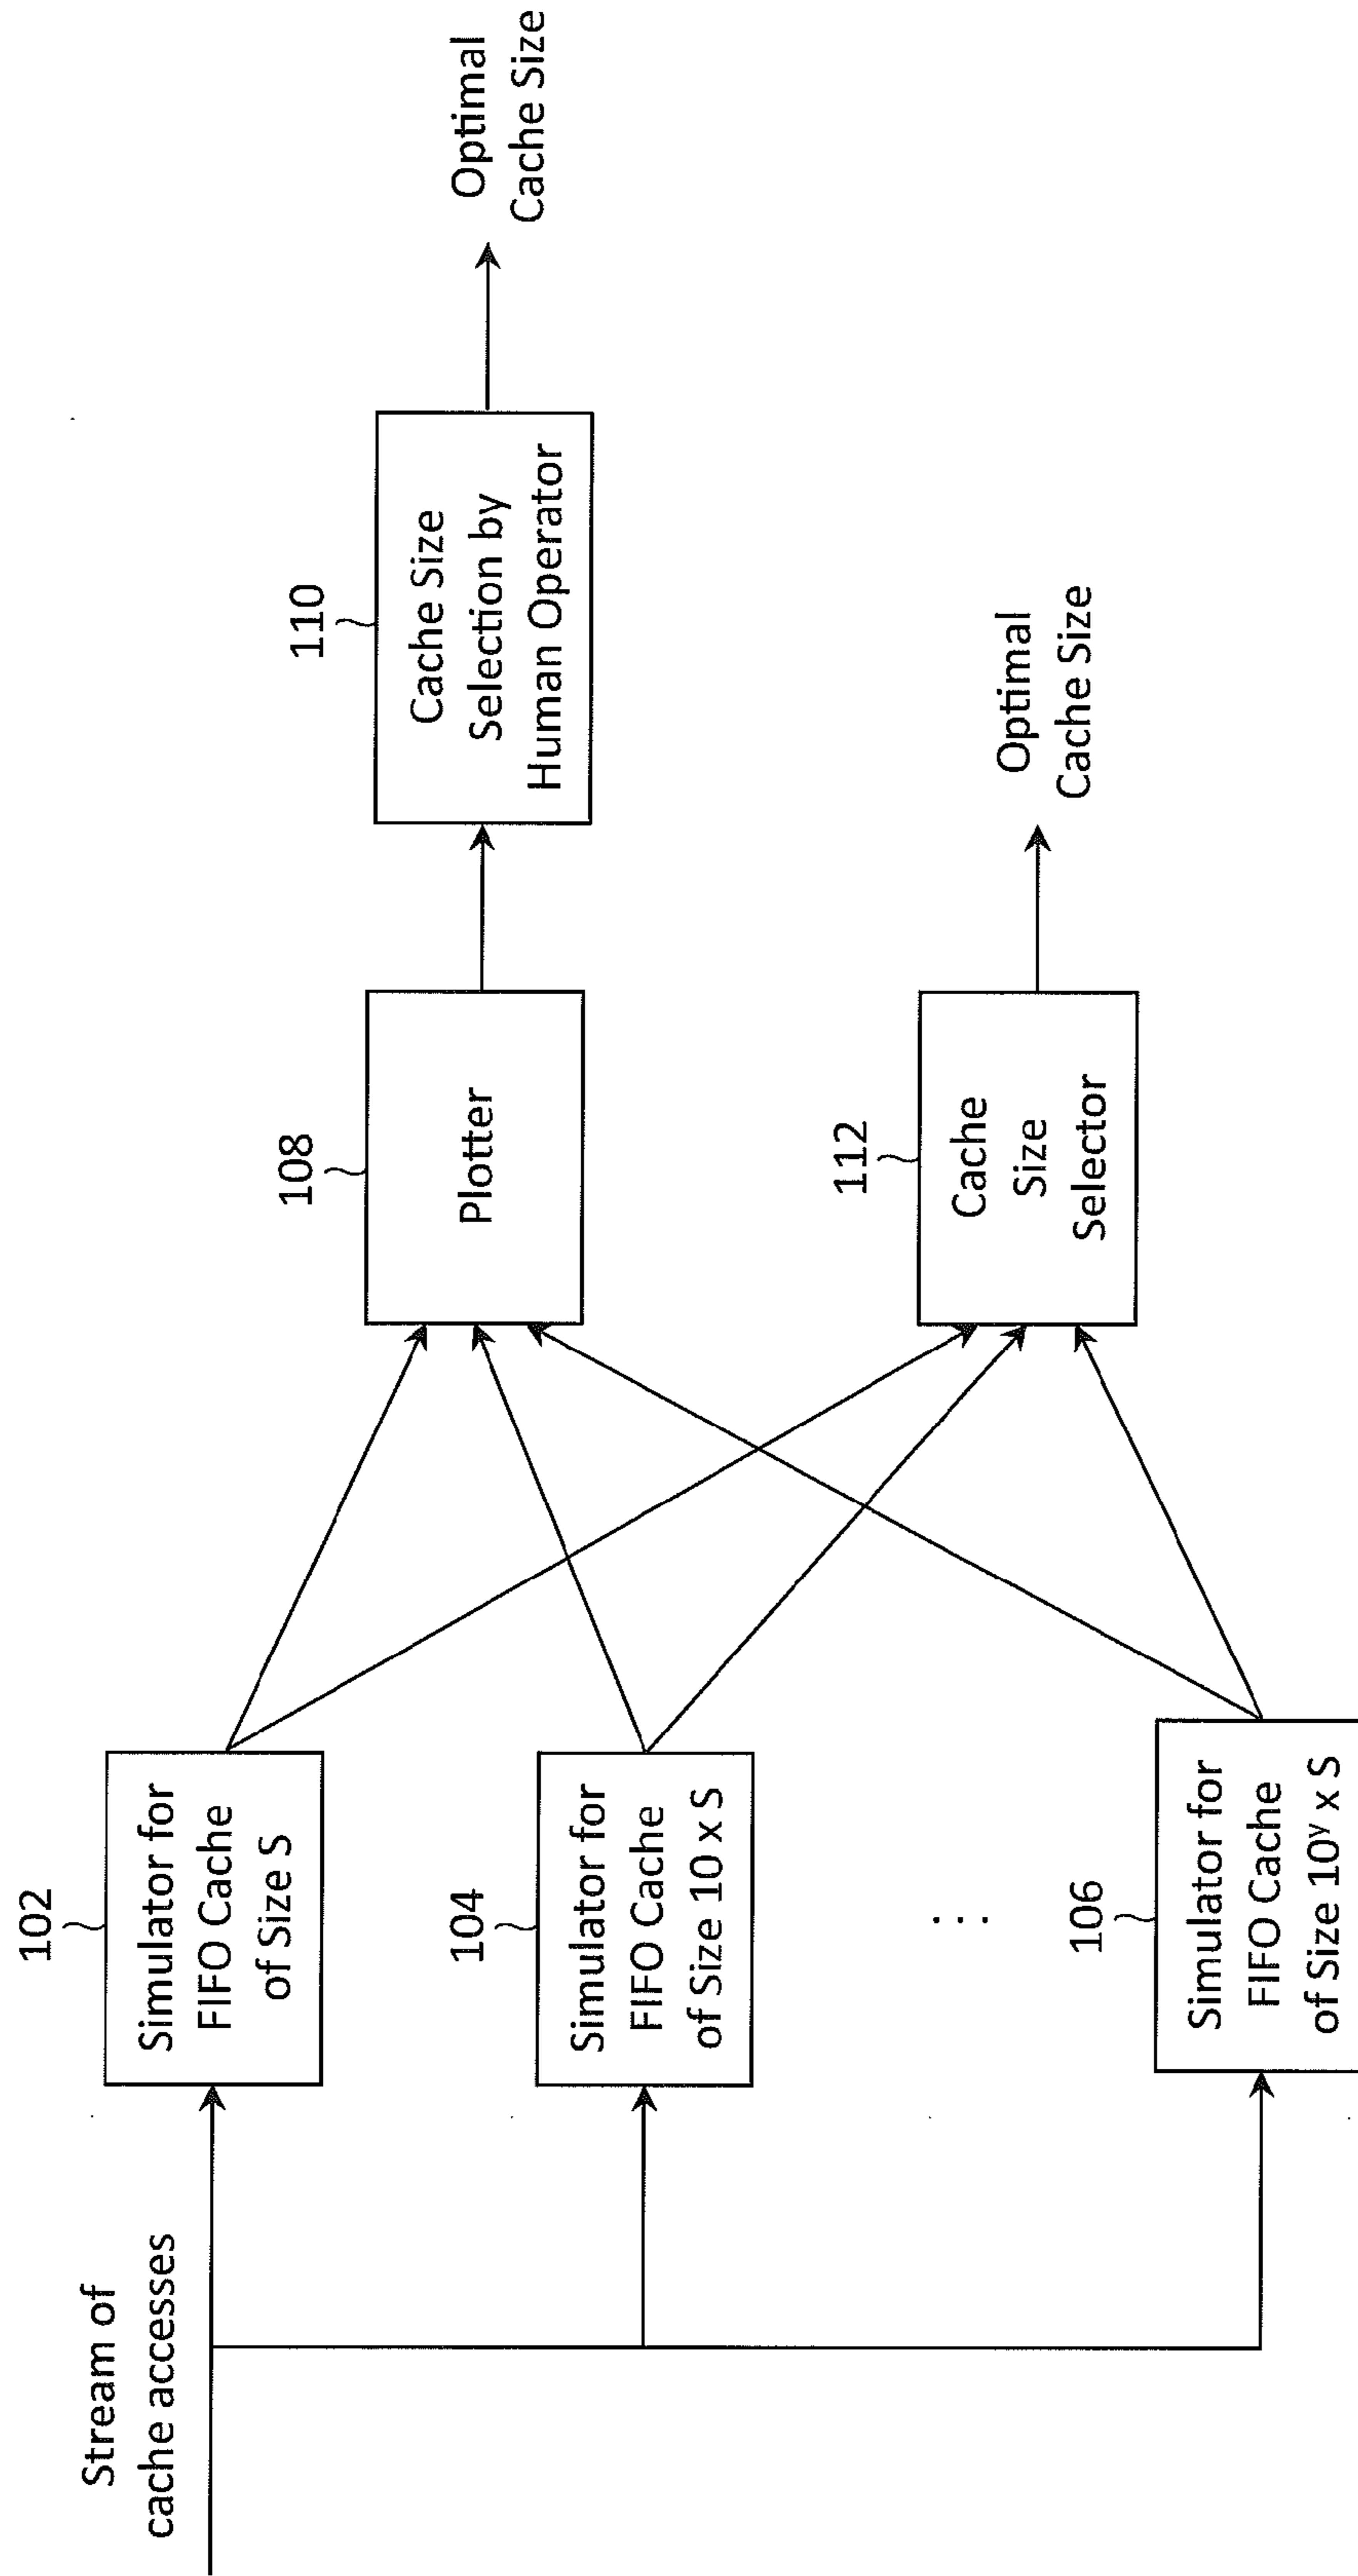 Stream of
cache accesses
102
Simulator for
FIFO Cache
of Size S
104
Simulator for
FIFO Cache
of Size 10 x S
...
106
Simulator for
FIFO Cache
of Size 10ʸ x S
108
Plotter
112
Cache
Size
Selector
110
Cache Size
Selection by
Human Operator
Optimal
Cache Size
Optimal
Cache Size